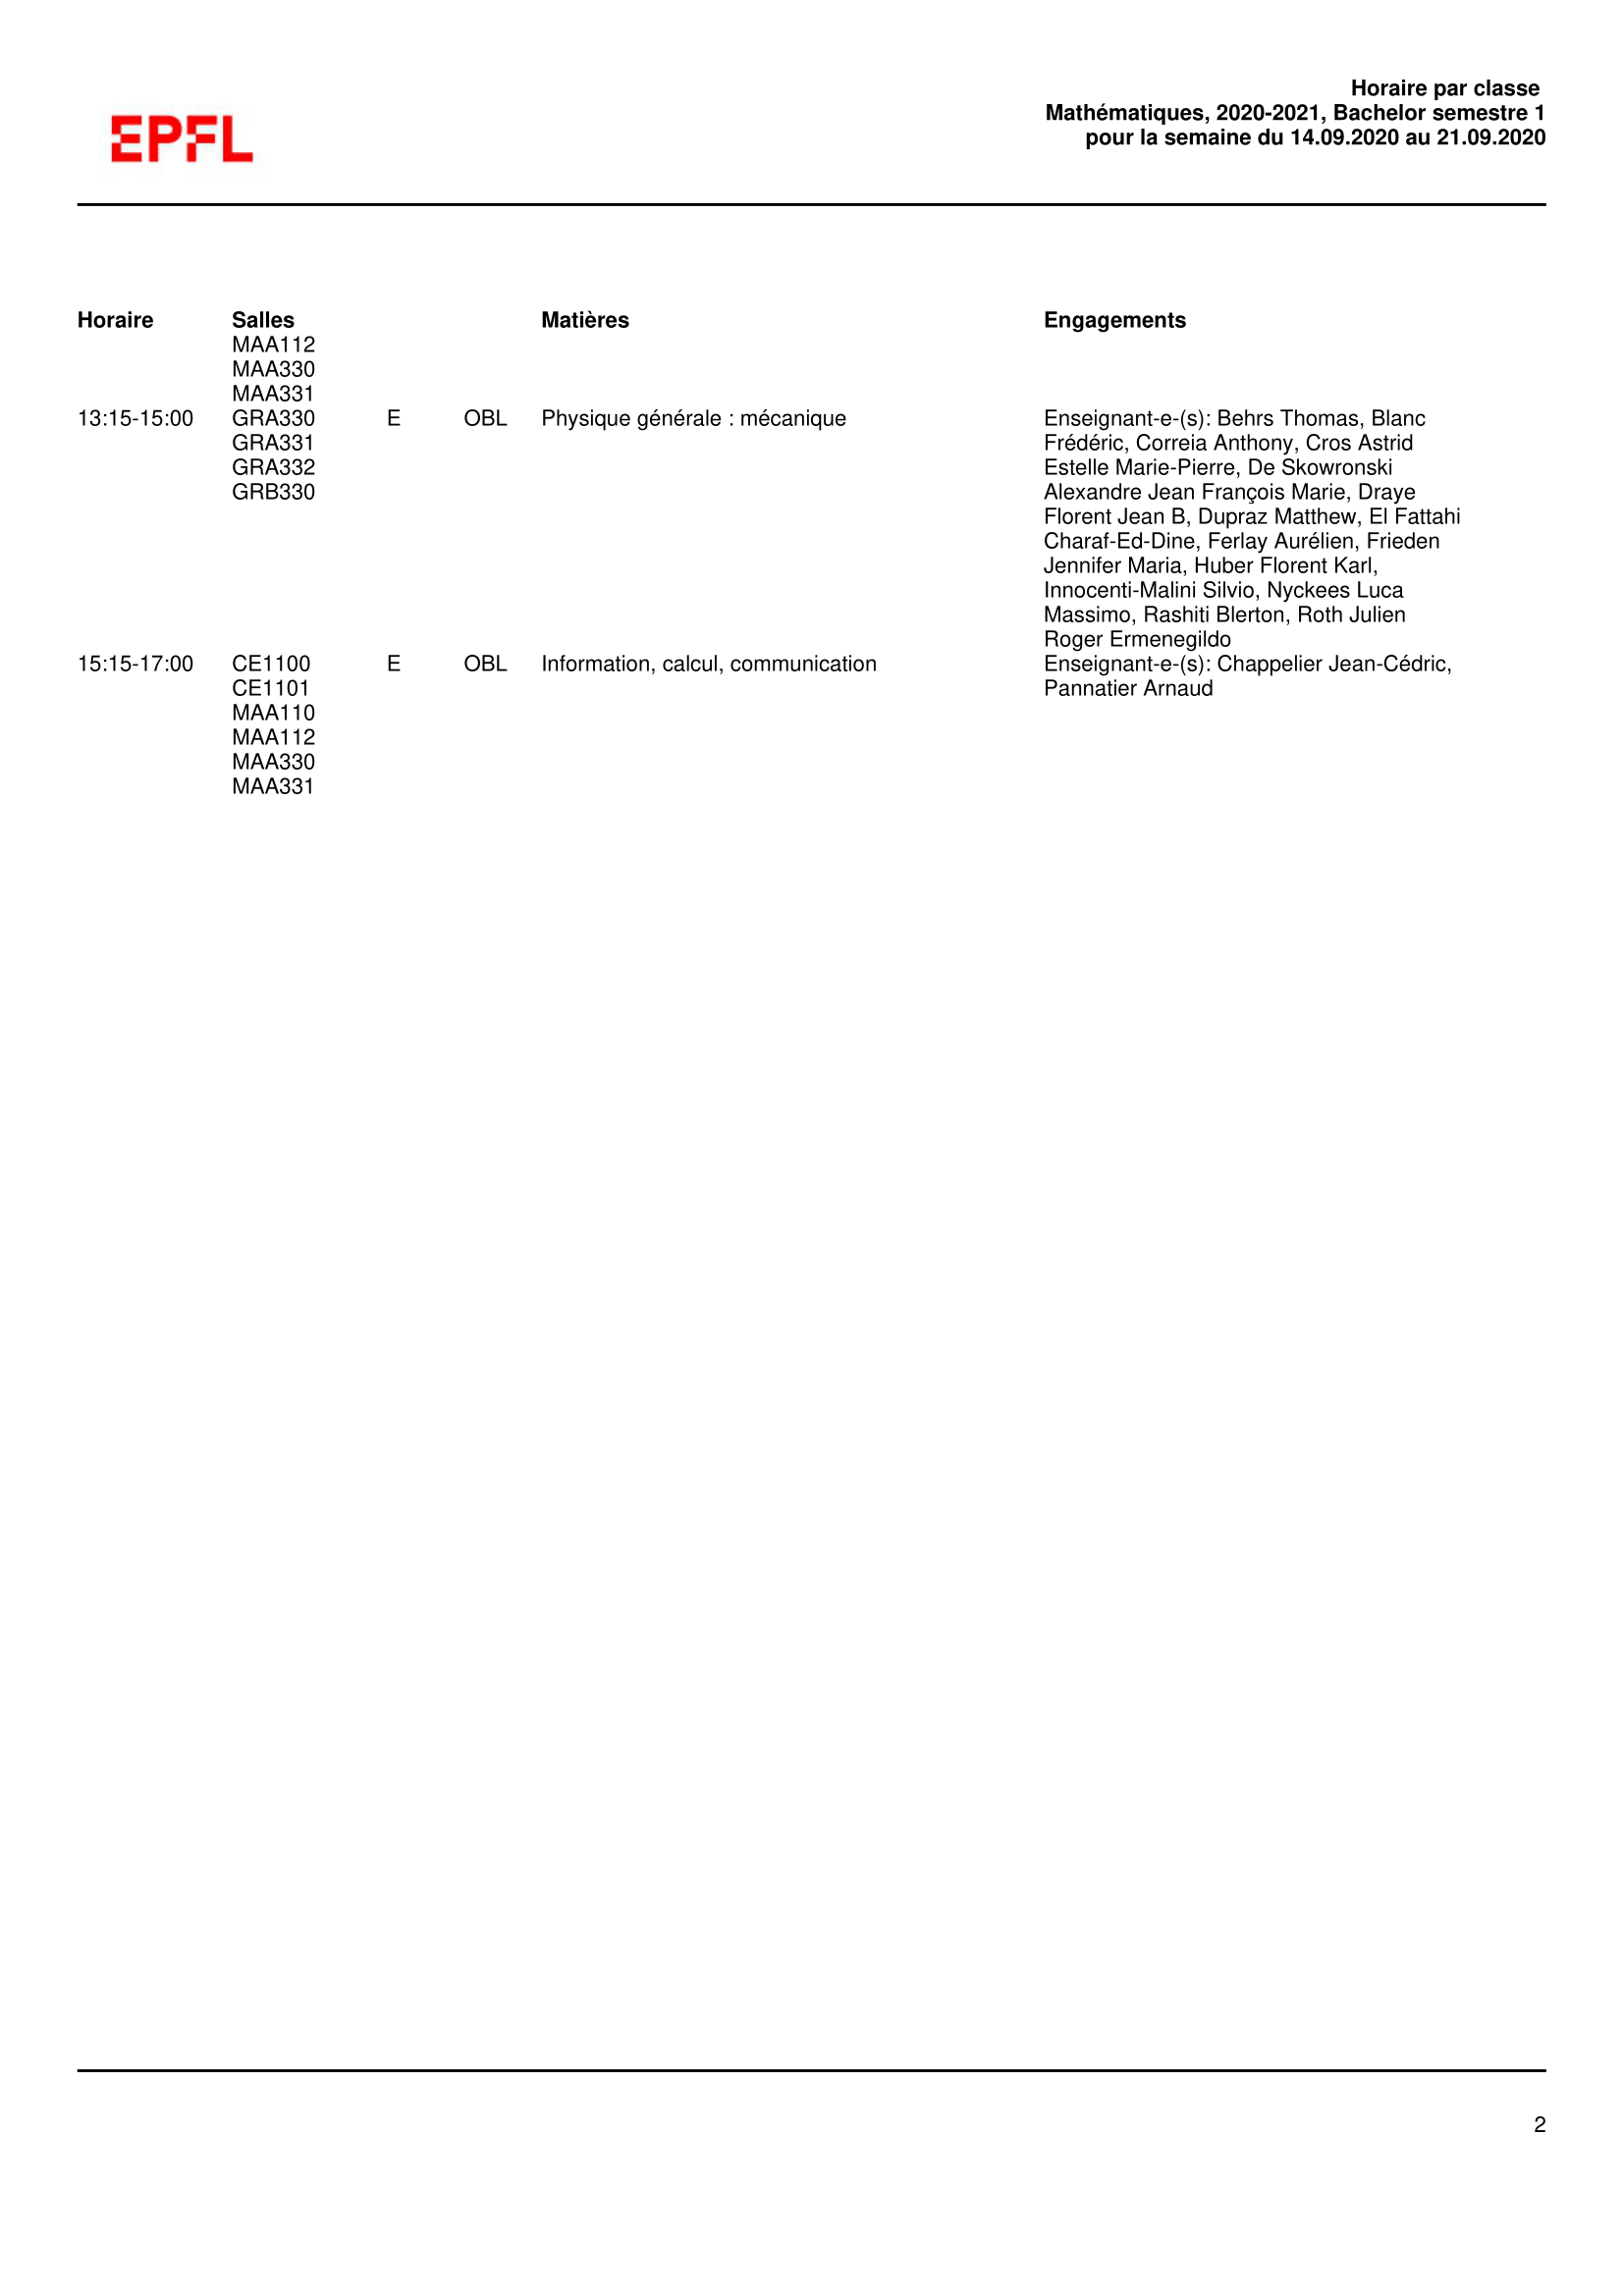 EPFL
Horaire par classe
Mathématiques, 2020-2021, Bachelor semestre 1
pour la semaine du 14.09.2020 au 21.09.2020
Horaire Salles Matières Engagements
MAA112
MAA330
MAA331
13:15-15:00 GRA330 E OBL Physique générale : mécanique Enseignant-e-(s): Behrs Thomas, Blanc
GRA331 Frédéric, Correia Anthony, Cros Astrid
GRA332 Estelle Marie-Pierre, De Skowronski
GRB330 Alexandre Jean François Marie, Draye
Florent Jean B, Dupraz Matthew, El Fattahi
Charaf-Ed-Dine, Ferlay Aurélien, Frieden
Jennifer Maria, Huber Florent Karl,
Innocenti-Malini Silvio, Nyckees Luca
Massimo, Rashiti Blerton, Roth Julien
Roger Ermenegildo
15:15-17:00 CE1100 E OBL Information, calcul, communication Enseignant-e-(s): Chappelier Jean-Cédric,
CE1101 Pannatier Arnaud
MAA110
MAA112
MAA330
MAA331
2